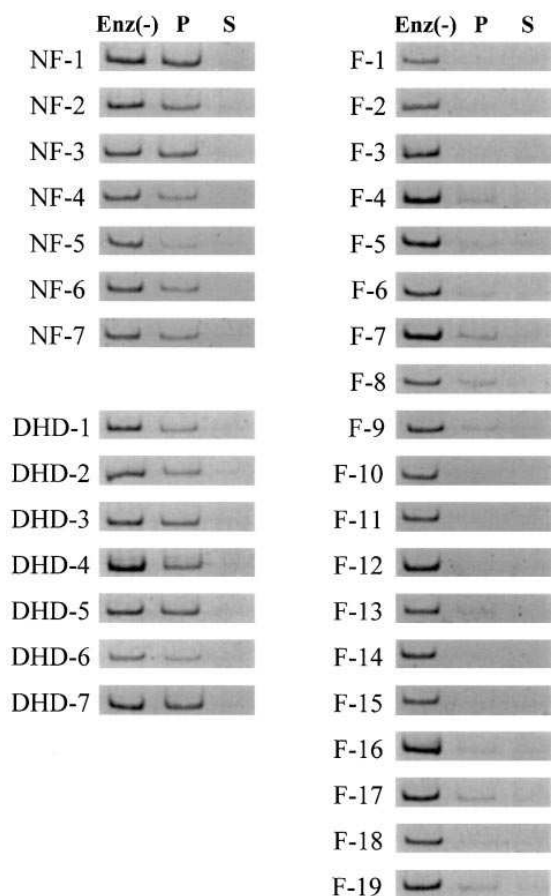 Enz(-) P S
NF-1
NF-2
NF-3
NF-4
NF-5
NF-6
NF-7
DHD-1
DHD-2
DHD-3
DHD-4
DHD-5
DHD-6
DHD-7
Enz(-) P S
F-1
F-2
F-3
F-4
F-5
F-6
F-7
F-8
F-9
F-10
F-11
F-12
F-13
F-14
F-15
F-16
F-17
F-18
F-19